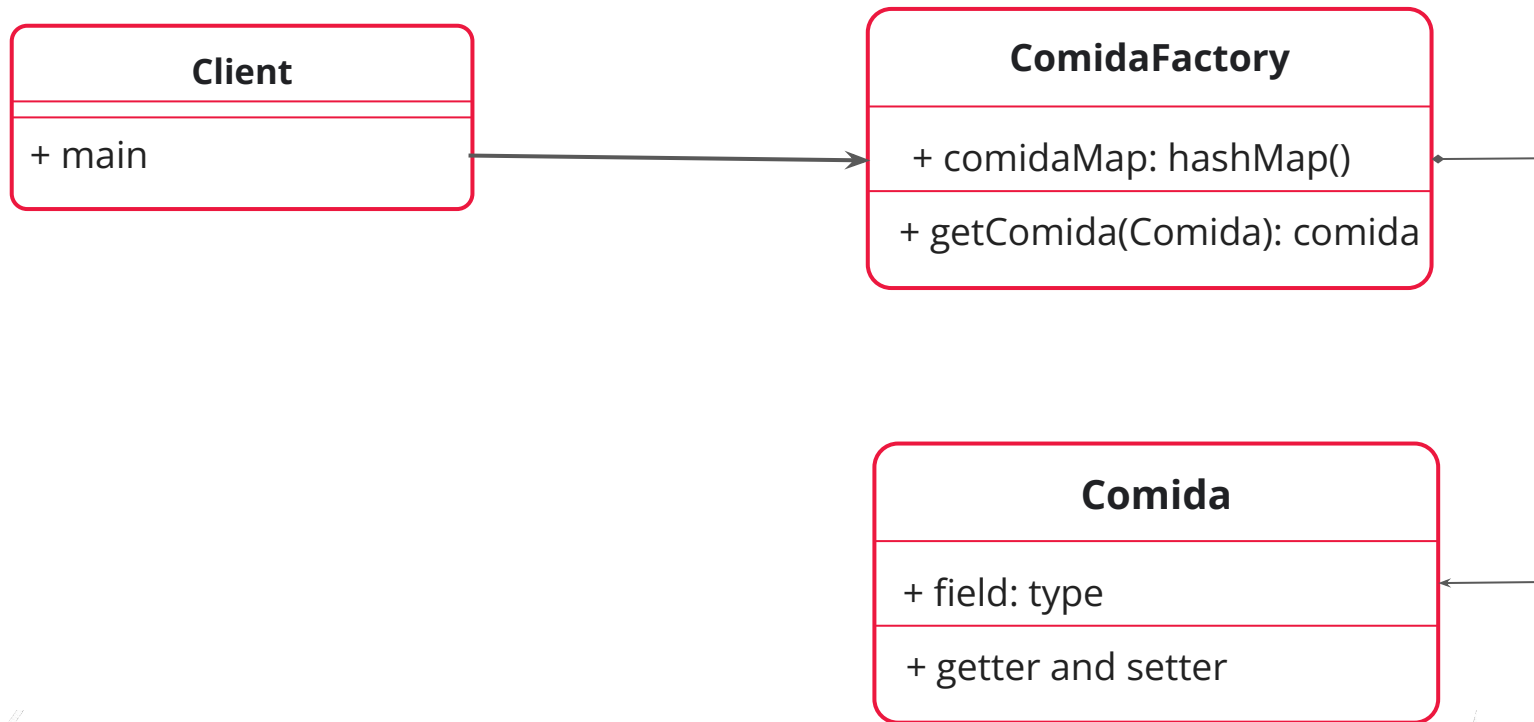 Client
+ main
ComidaFactory
+ comidaMap: hashMap()
+ getComida(Comida): comida
Comida
+ field: type
+ getter and setter